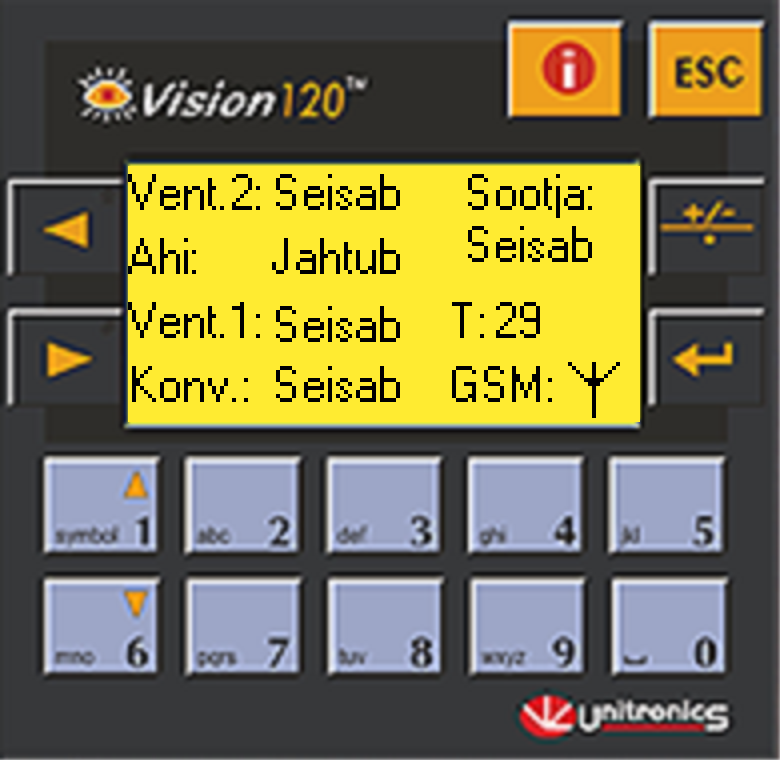 Vision120™
i
ESC
Vent.2: Seisab Sootja:
Seisab
Ahi: Jahtub
Vent.1: Seisab T:29
Konv.: Seisab GSM:
+/-
symbol 1
abc 2
def 3
ghi 4
jkl 5
mno 6
pqrs 7
tuv 8
wxyz 9
0
unitronics